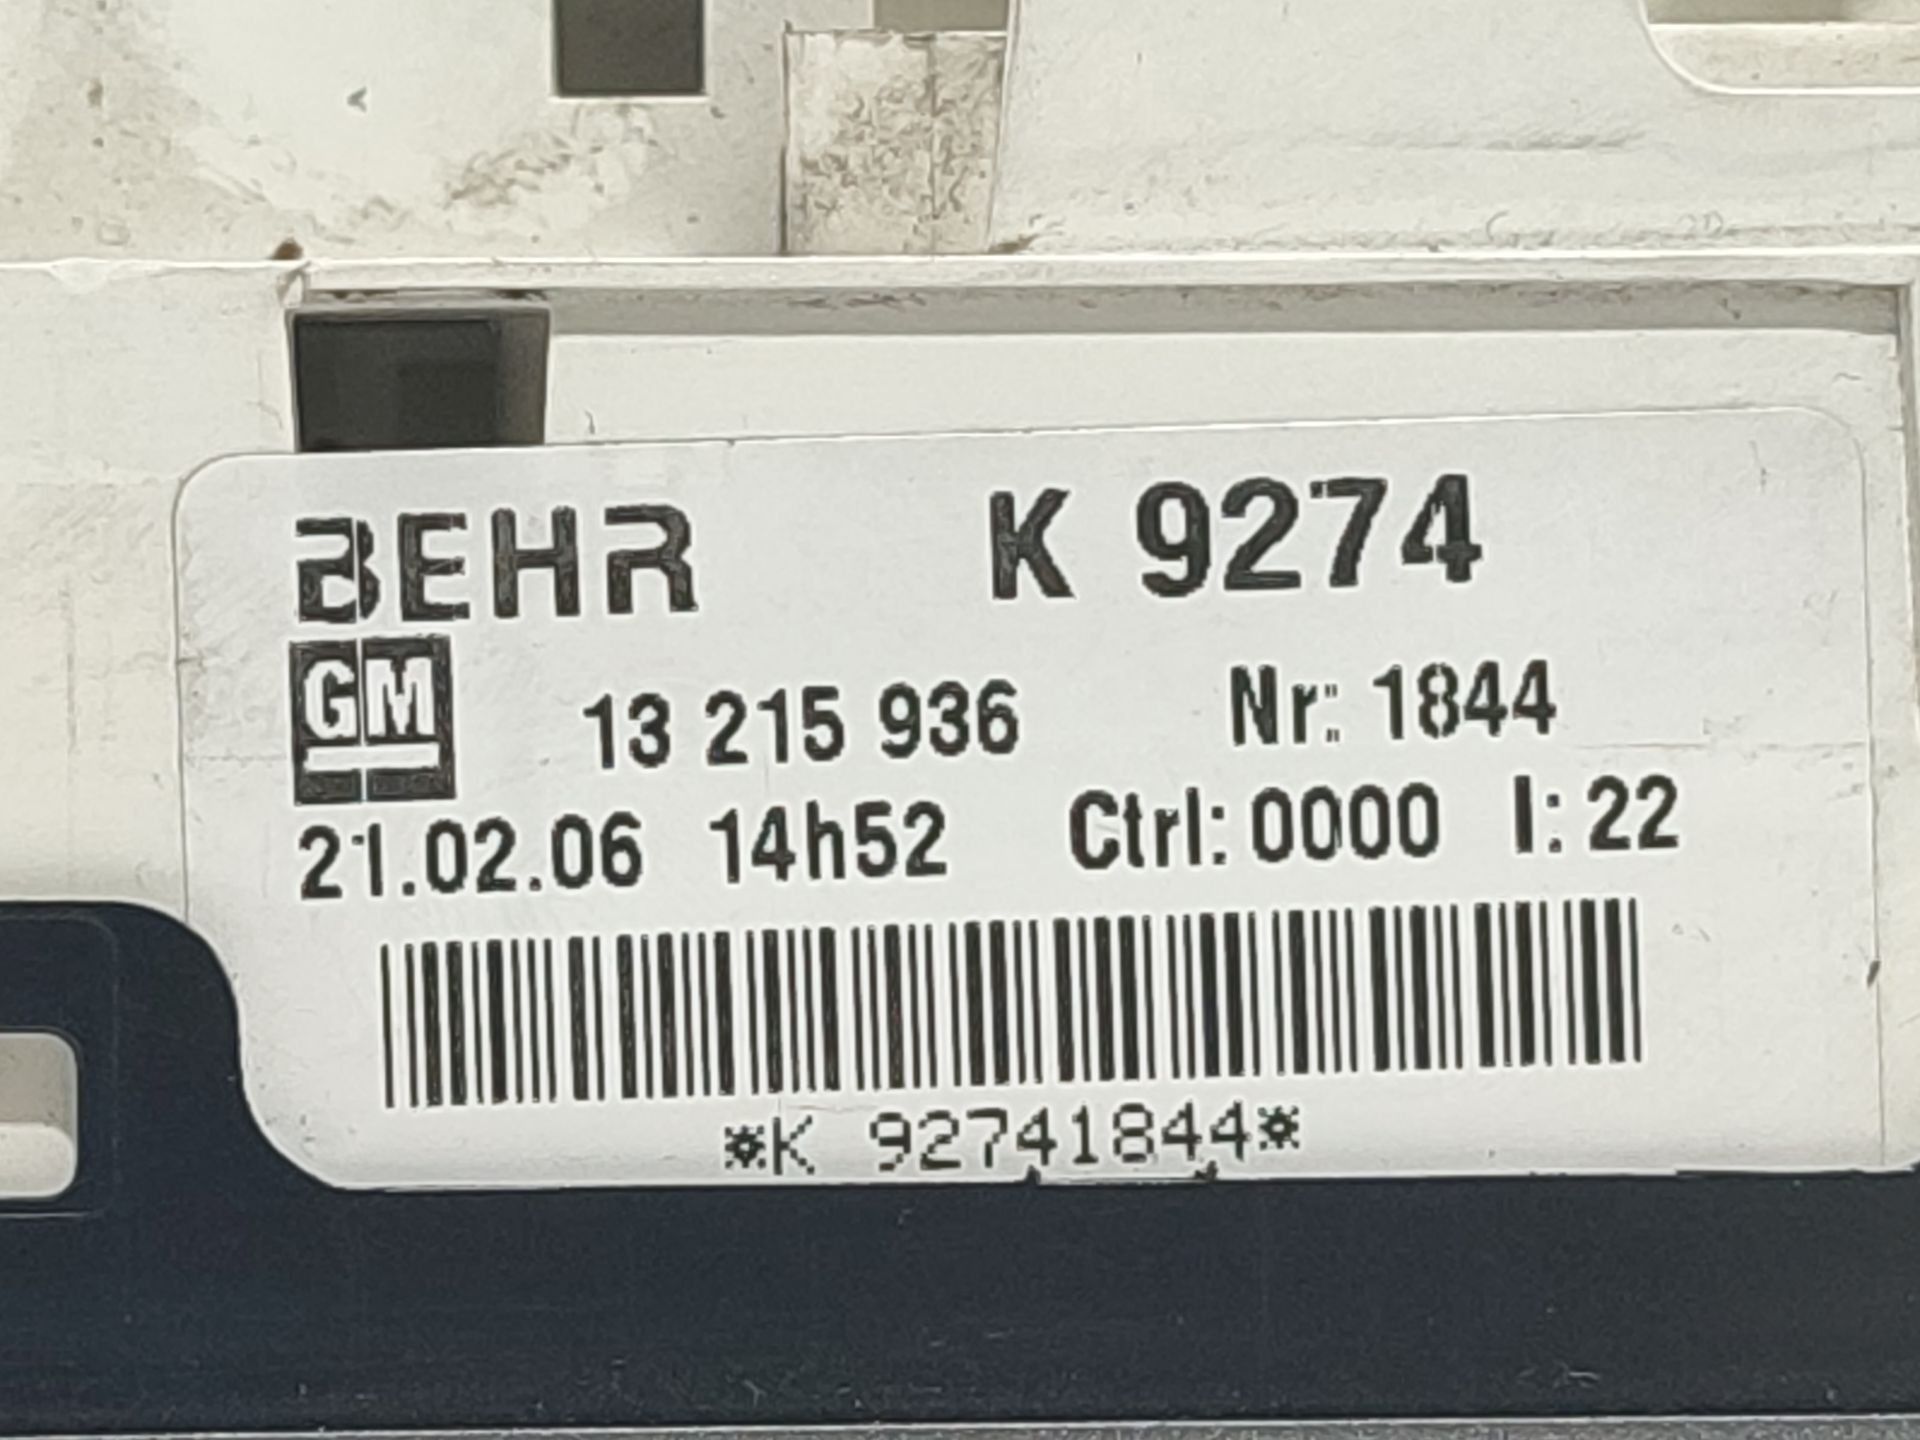 BEHR K 9274
GM 13 215 936 Nr: 1844
21.02.06 14h52 Ctrl: 0000 I: 22
*K 92741844*